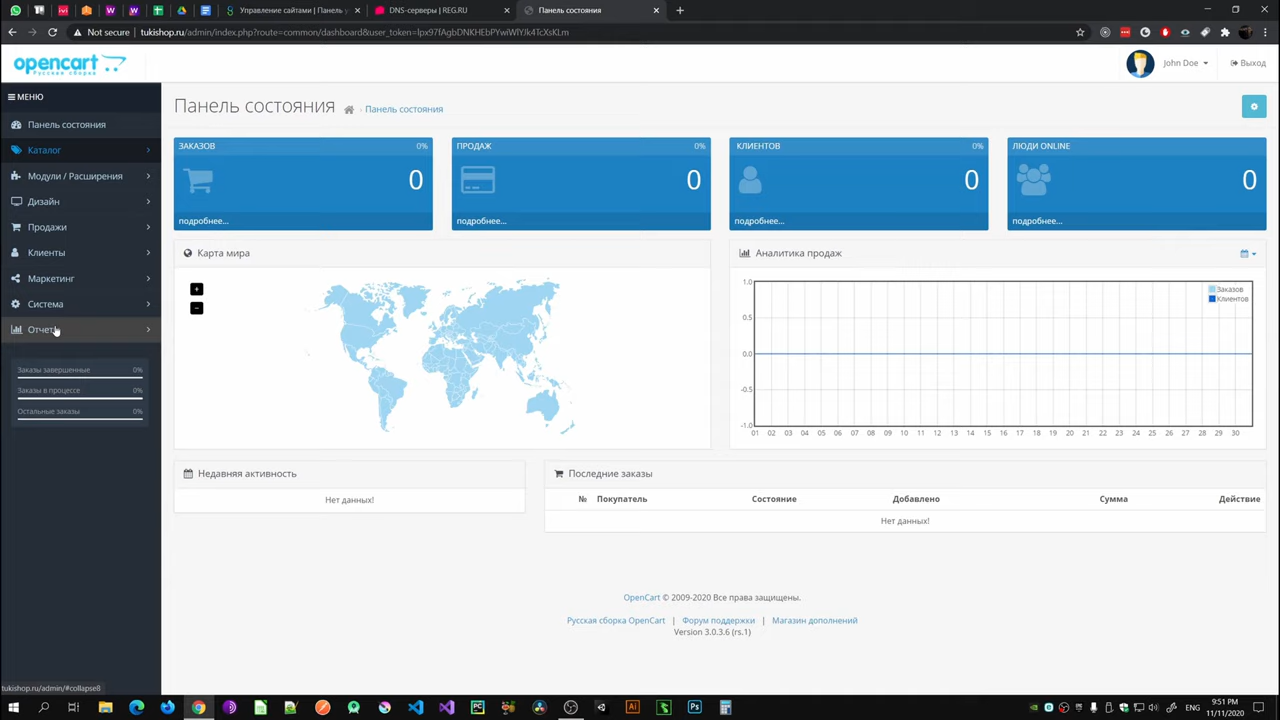 Управление сайтами | Панель у
DNS-серверы | REG.RU
Панель состояния
Not secure | tukishop.ru/admin/index.php?route=common/dashboard&user_token=
opencart
Русская сборка
John Doe
Выход
МЕНЮ
Панель состояния
Каталог
Модули / Расширения
Дизайн
Продажи
Клиенты
Маркетинг
Система
Отчеты
Заказы завершенные 0%
Заказы в процессе 0%
Остальные заказы 0%
Панель состояния
Панель состояния
ЗАКАЗОВ 0%
0
подробнее...
ПРОДАЖ 0%
0
подробнее...
КЛИЕНТОВ 0%
0
подробнее...
ЛЮДИ ONLINE
0
подробнее...
Карта мира
+
−
Аналитика продаж
Заказов
Клиентов
1.0
0.5
0.0
-0.5
-1.0
01 02 03 04 05 06 07 08 09 10 11 12 13 14 15 16 17 18 19 20 21 22 23 24 25 26 27 28 29 30
Недавняя активность
Нет данных!
Последние заказы
№ Покупатель Состояние Добавлено Сумма Действие
Нет данных!
OpenCart © 2009-2020 Все права защищены.
Русская сборка OpenCart | Форум поддержки | Магазин дополнений
Version 3.0.3.6 (rs.1)
tukishop.ru/admin/#collapse8
ENG
9:51 PM
11/11/2020